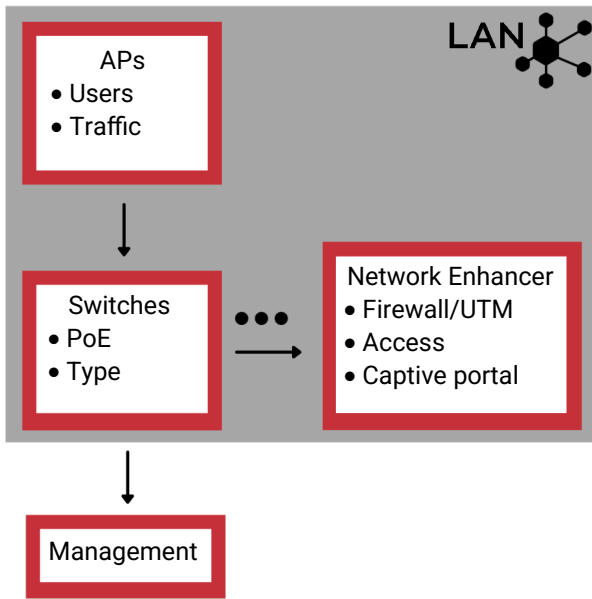 LAN
APs
• Users
• Traffic
Switches
• PoE
• Type
•••
Network Enhancer
• Firewall/UTM
• Access
• Captive portal
Management